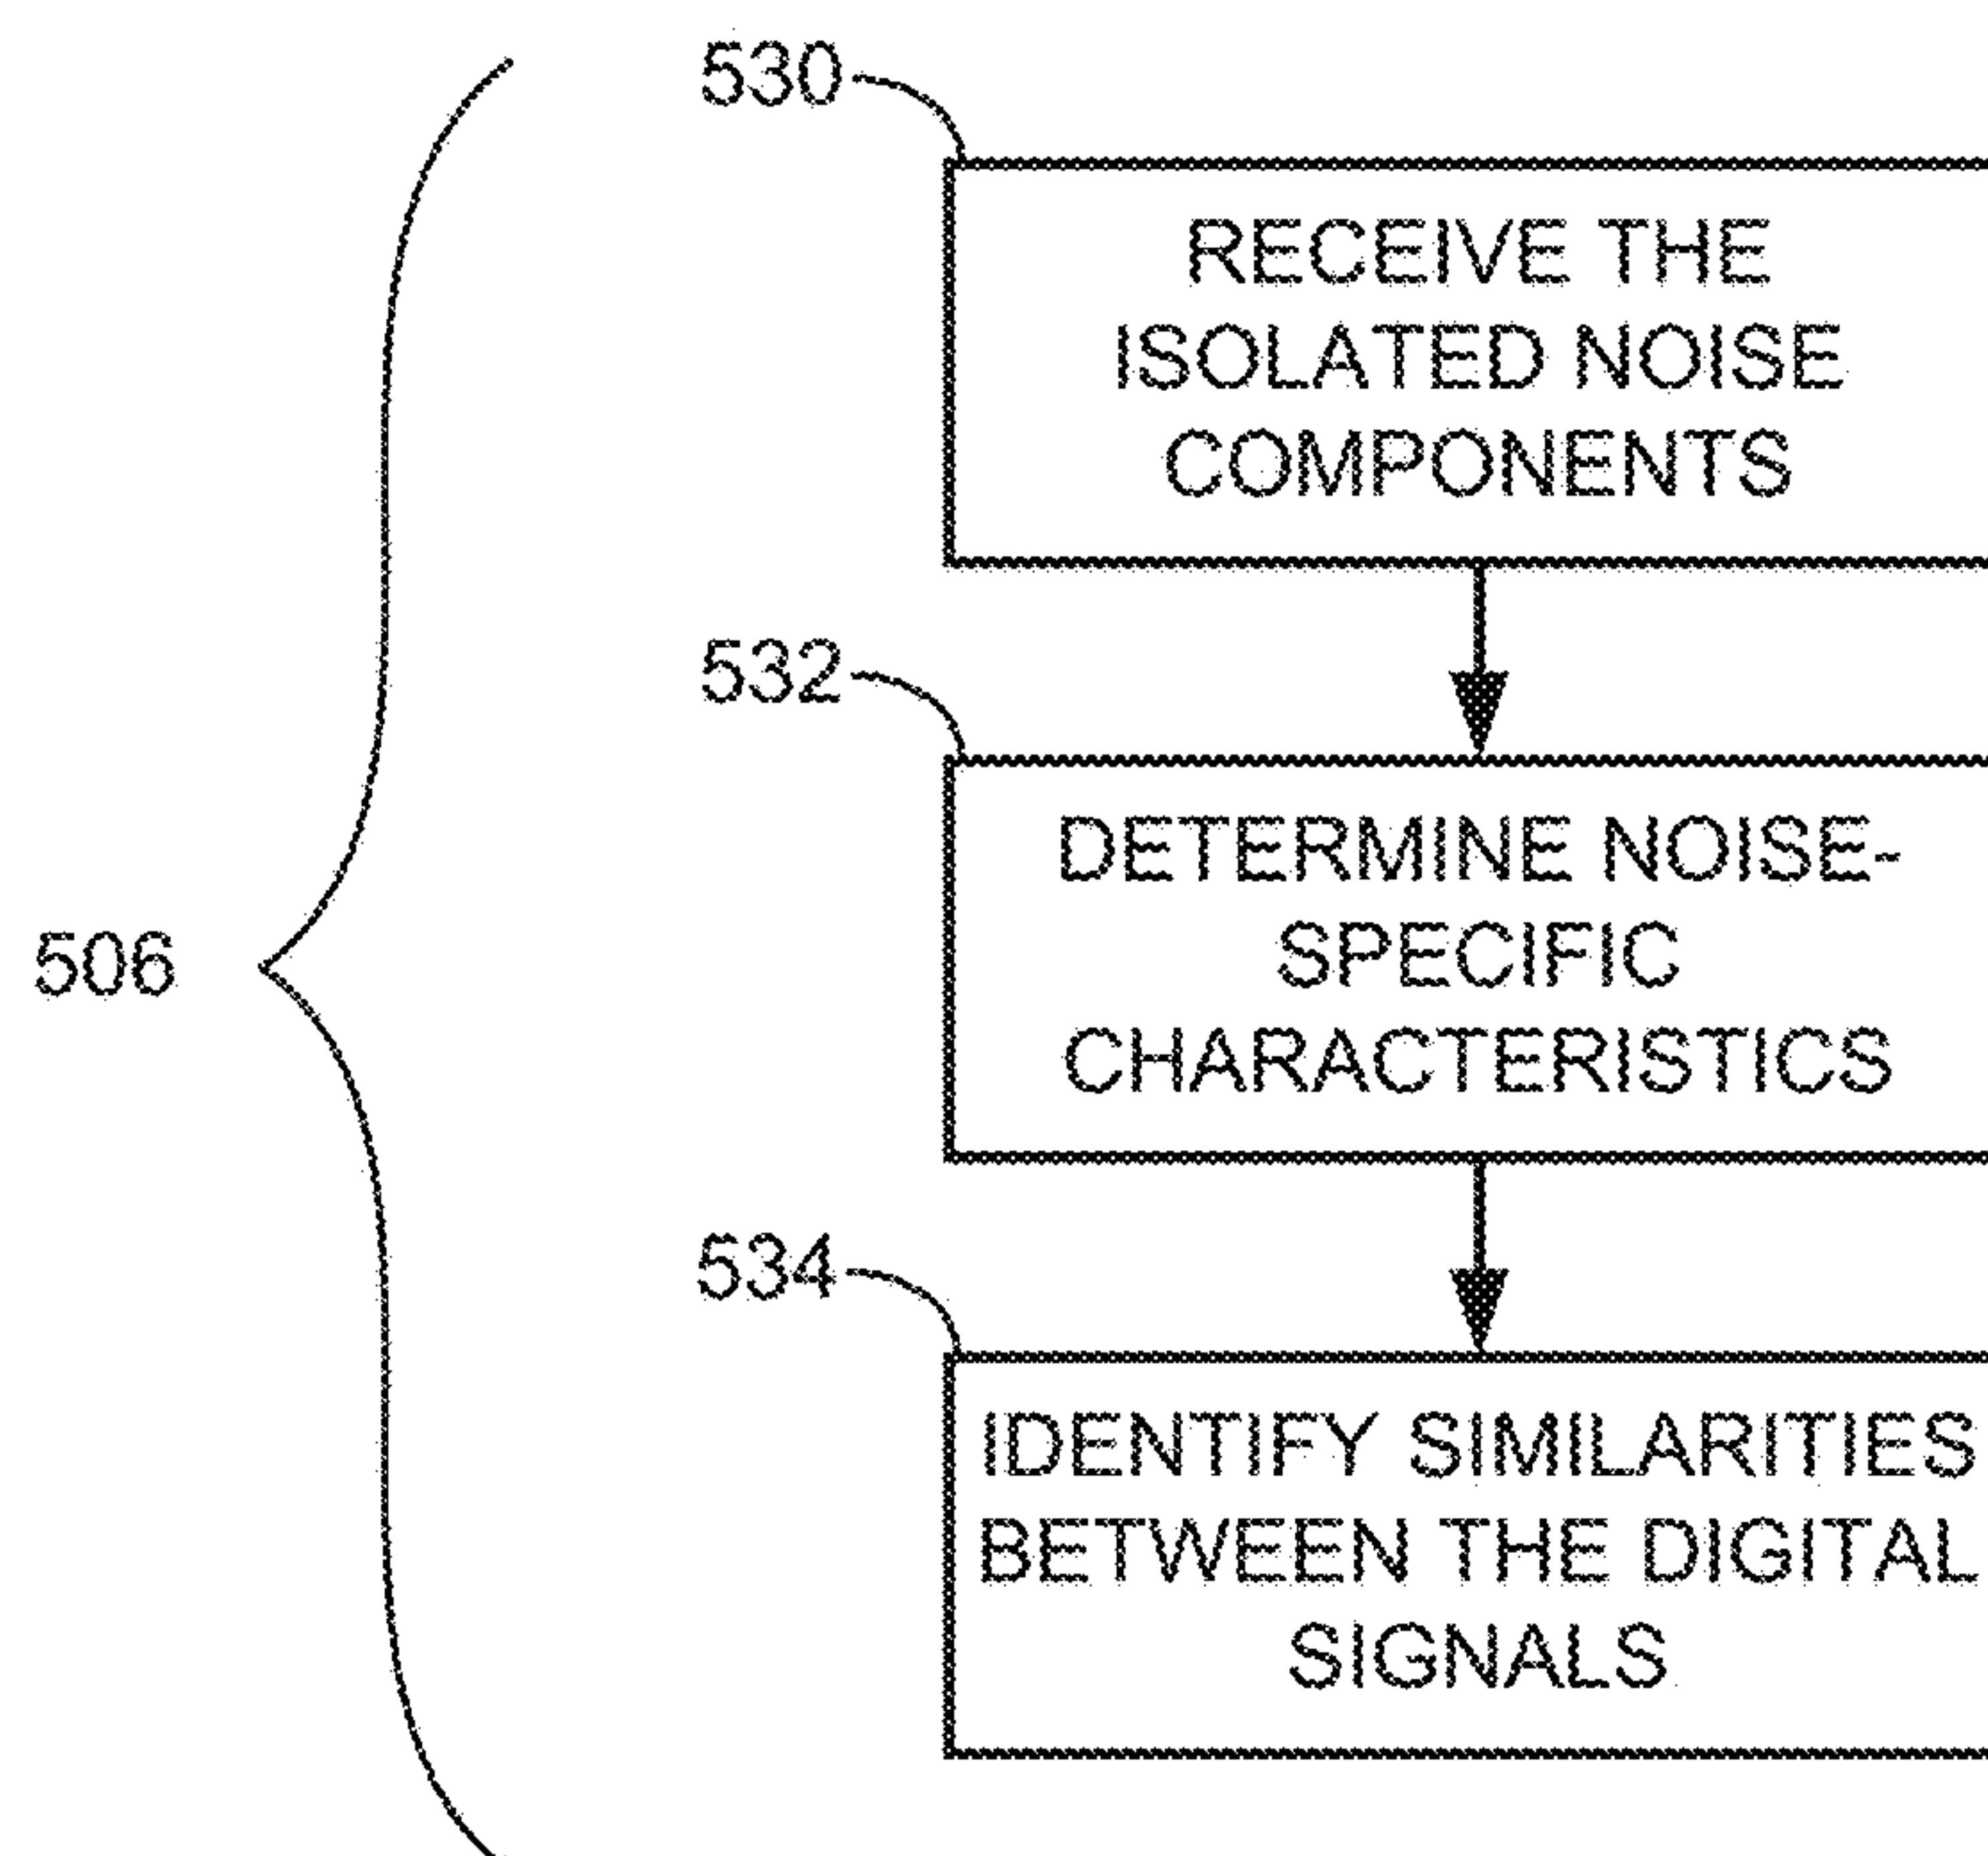 530
RECEIVE THE
ISOLATED NOISE
COMPONENTS
532
DETERMINE NOISE-
SPECIFIC
CHARACTERISTICS
506
534
IDENTIFY SIMILARITIES
BETWEEN THE DIGITAL
SIGNALS